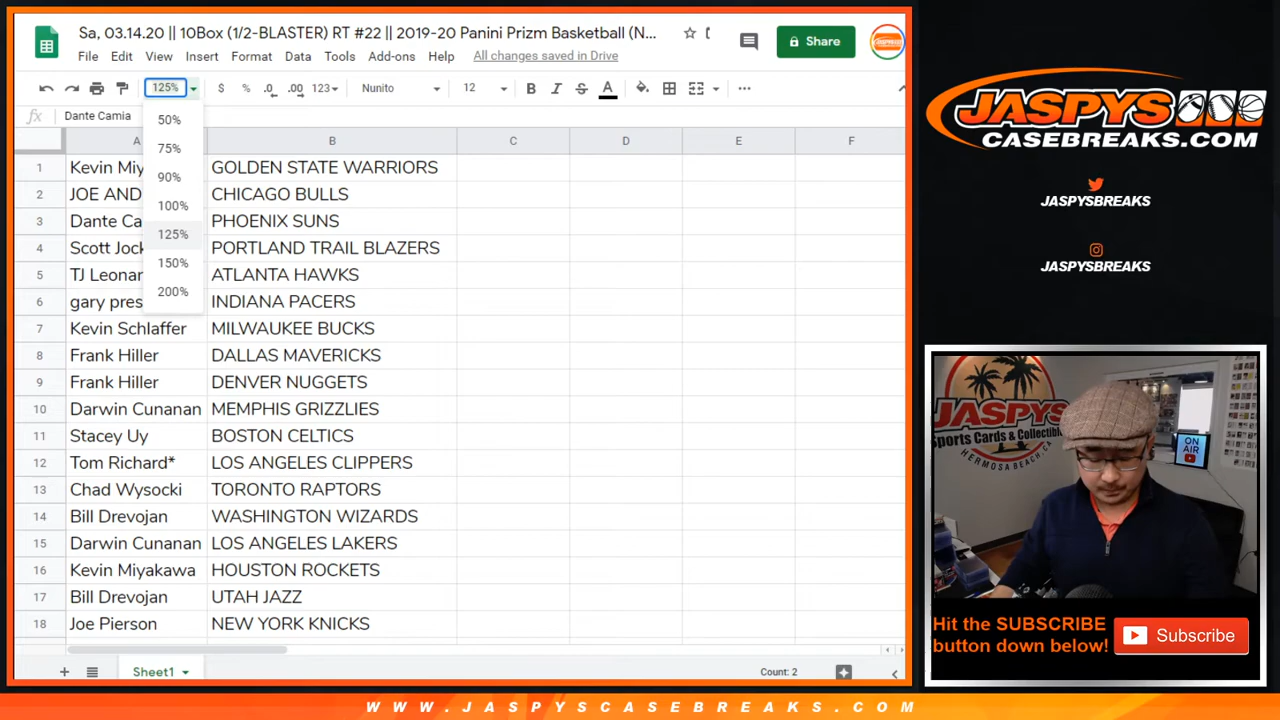 Sa, 03.14.20 || 10Box (1/2-BLASTER) RT #22 || 2019-20 Panini Prizm Basketball (N...
File Edit View Insert Format Data Tools Add-ons Help All changes saved in Drive
Share
125% $ % .0 .00 123 Nunito 12 B I S A ...
fx Dante Camia
50%
75%
90%
100%
125%
150%
200%
A B C D E F
1 Kevin Miy GOLDEN STATE WARRIORS
2 JOE AND CHICAGO BULLS
3 Dante Ca PHOENIX SUNS
4 Scott Jock PORTLAND TRAIL BLAZERS
5 TJ Leonar ATLANTA HAWKS
6 gary pres INDIANA PACERS
7 Kevin Schlaffer MILWAUKEE BUCKS
8 Frank Hiller DALLAS MAVERICKS
9 Frank Hiller DENVER NUGGETS
10 Darwin Cunanan MEMPHIS GRIZZLIES
11 Stacey Uy BOSTON CELTICS
12 Tom Richard* LOS ANGELES CLIPPERS
13 Chad Wysocki TORONTO RAPTORS
14 Bill Drevojan WASHINGTON WIZARDS
15 Darwin Cunanan LOS ANGELES LAKERS
16 Kevin Miyakawa HOUSTON ROCKETS
17 Bill Drevojan UTAH JAZZ
18 Joe Pierson NEW YORK KNICKS
Sheet1
Count: 2
JASPYS
CASEBREAKS.COM
JASPYSBREAKS
JASPYSBREAKS
JASPYS
Sports Cards & Collectible
HERMOSA BEACH, CA
ON
AIR
Hit the SUBSCRIBE
button down below!
Subscribe
WWW.JASPYSCASEBREAKS.COM